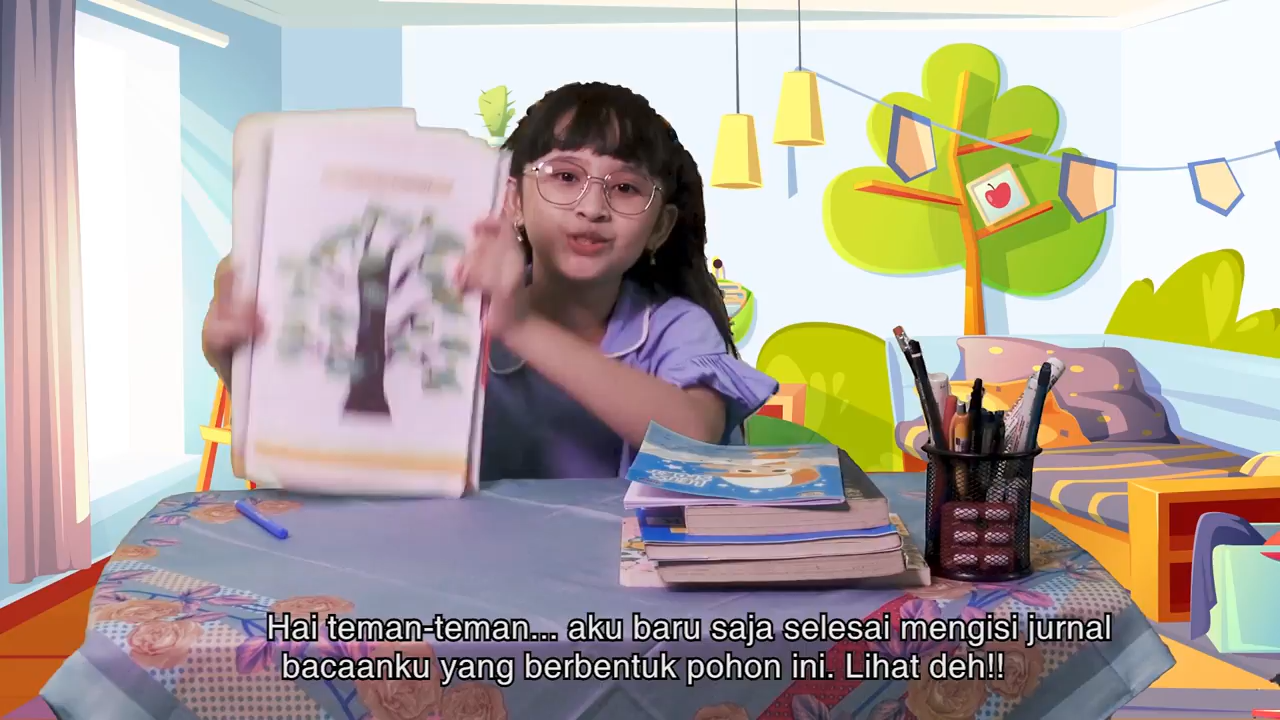 Hai teman-teman... aku baru saja selesai mengisi jurnal
bacaanku yang berbentuk pohon ini. Lihat deh!!